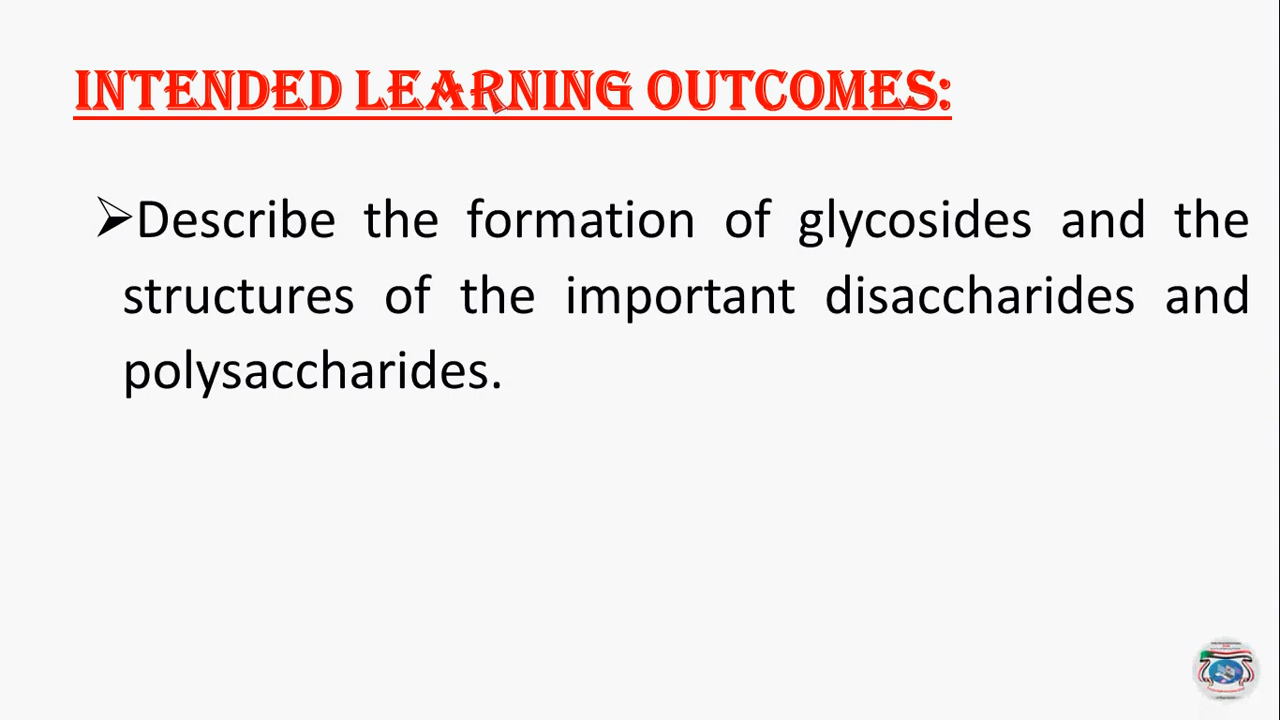 INTENDED LEARNING OUTCOMES:
➢Describe the formation of glycosides and the
structures of the important disaccharides and
polysaccharides.